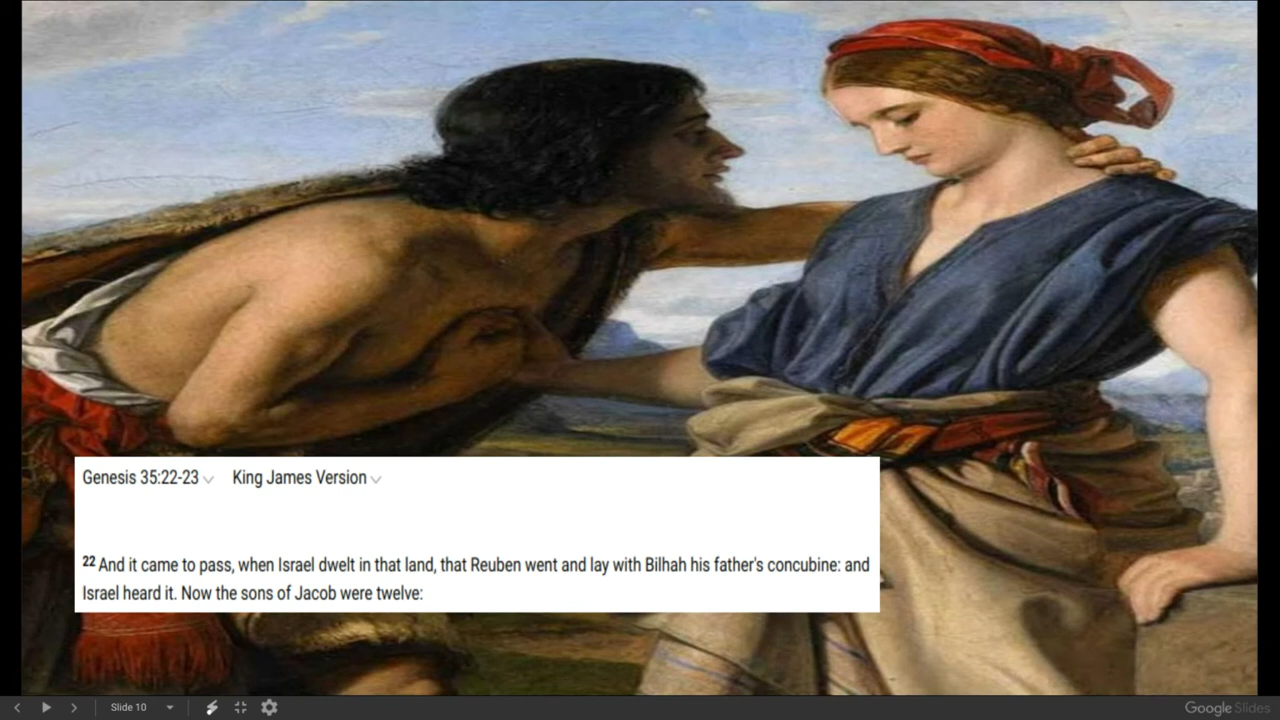 Genesis 35:22-23 King James Version
22 And it came to pass, when Israel dwelt in that land, that Reuben went and lay with Bilhah his father's concubine: and
Israel heard it. Now the sons of Jacob were twelve:
Slide 10 Google Slides